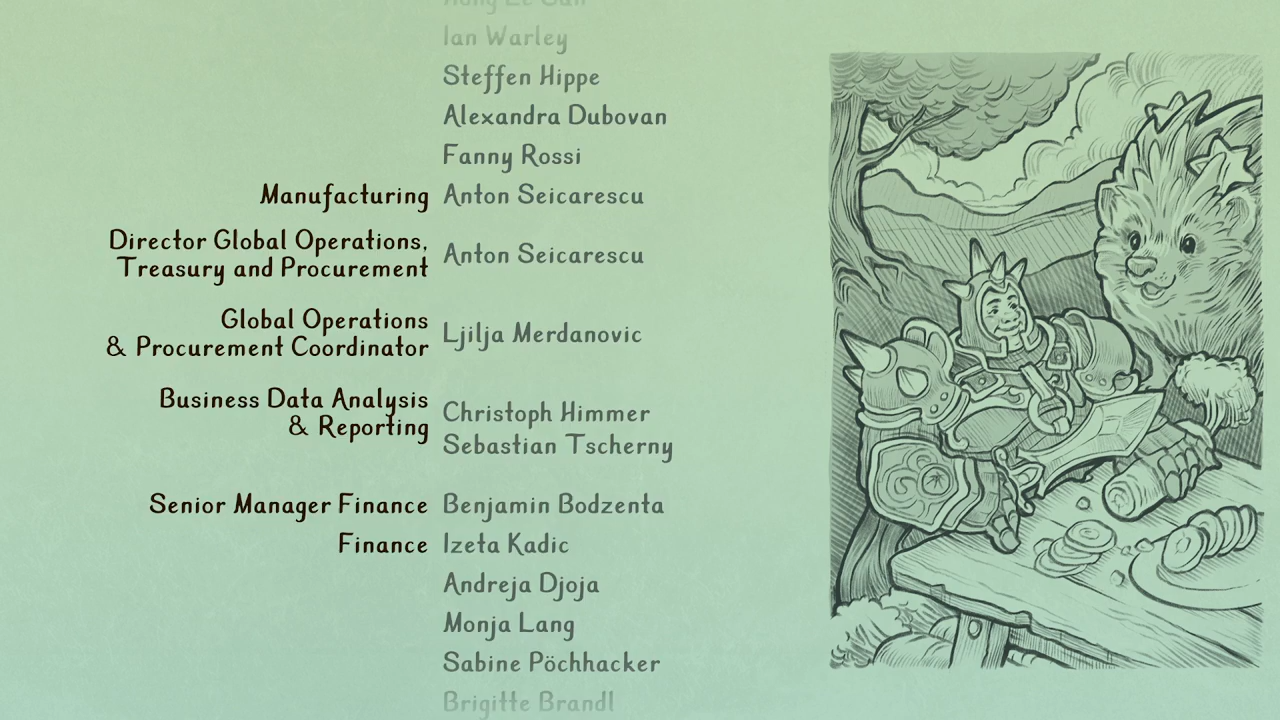 Ian Warley
Steffen Hippe
Alexandra Dubovan
Fanny Rossi
Manufacturing Anton Seicarescu
Director Global Operations,
Treasury and Procurement
Anton Seicarescu
Global Operations
& Procurement Coordinator
Ljilja Merdanovic
Business Data Analysis
& Reporting
Christoph Himmer
Sebastian Tscherny
Senior Manager Finance Benjamin Bodzenta
Finance Izeta Kadic
Andreja Djoja
Monja Lang
Sabine Pöchhacker
Brigitte Brandl